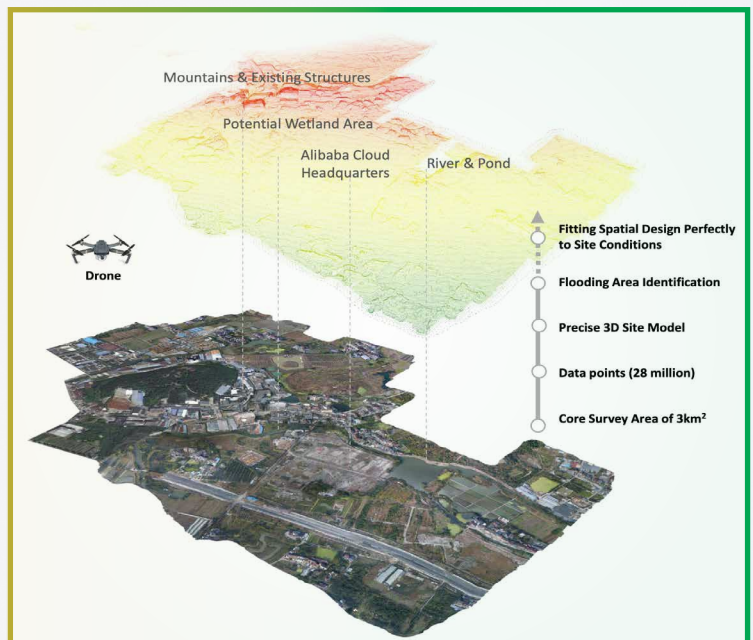 Mountains & Existing Structures
Potential Wetland Area
Alibaba Cloud
Headquarters
River & Pond
Drone
Fitting Spatial Design Perfectly
to Site Conditions
Flooding Area Identification
Precise 3D Site Model
Data points (28 million)
Core Survey Area of 3km²